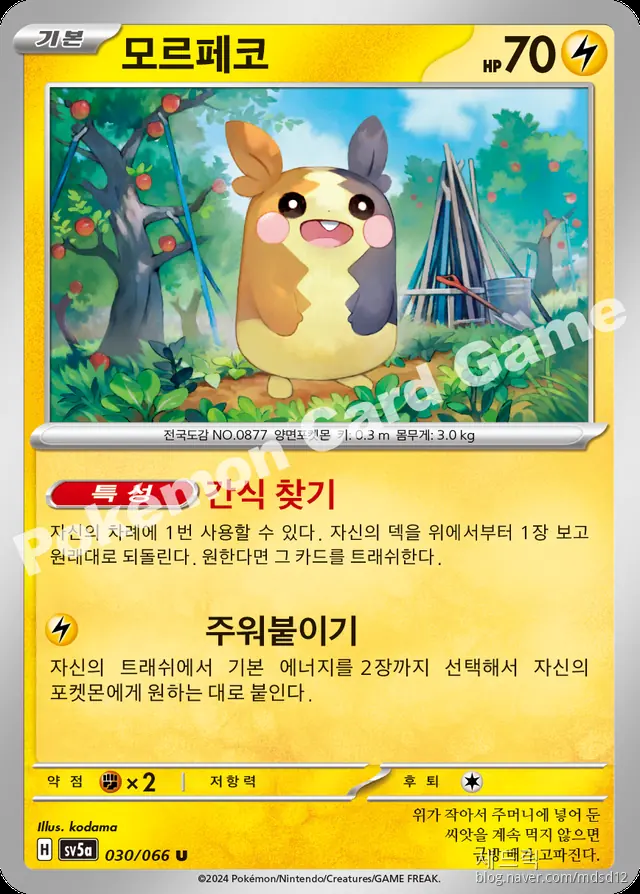 기본
모르페코
HP 70
전국도감 NO.0877 양면포켓몬 키: 0.3 m 몸무게: 3.0 kg
특성 간식 찾기
자신의 차례에 1번 사용할 수 있다. 자신의 덱을 위에서부터 1장 보고
원래대로 되돌린다. 원한다면 그 카드를 트래쉬한다.
주워붙이기
자신의 트래쉬에서 기본 에너지를 2장까지 선택해서 자신의
포켓몬에게 원하는 대로 붙인다.
약점 ×2 저항력 후퇴
Illus. kodama
위가 작아서 주머니에 넣어 둔
씨앗을 계속 먹지 않으면
금방 배가 고파진다.
H sv5a 030/066 U
©2024 Pokémon/Nintendo/Creatures/GAME FREAK.
Pokémon Card Game
blog.naver.com/mdsd12